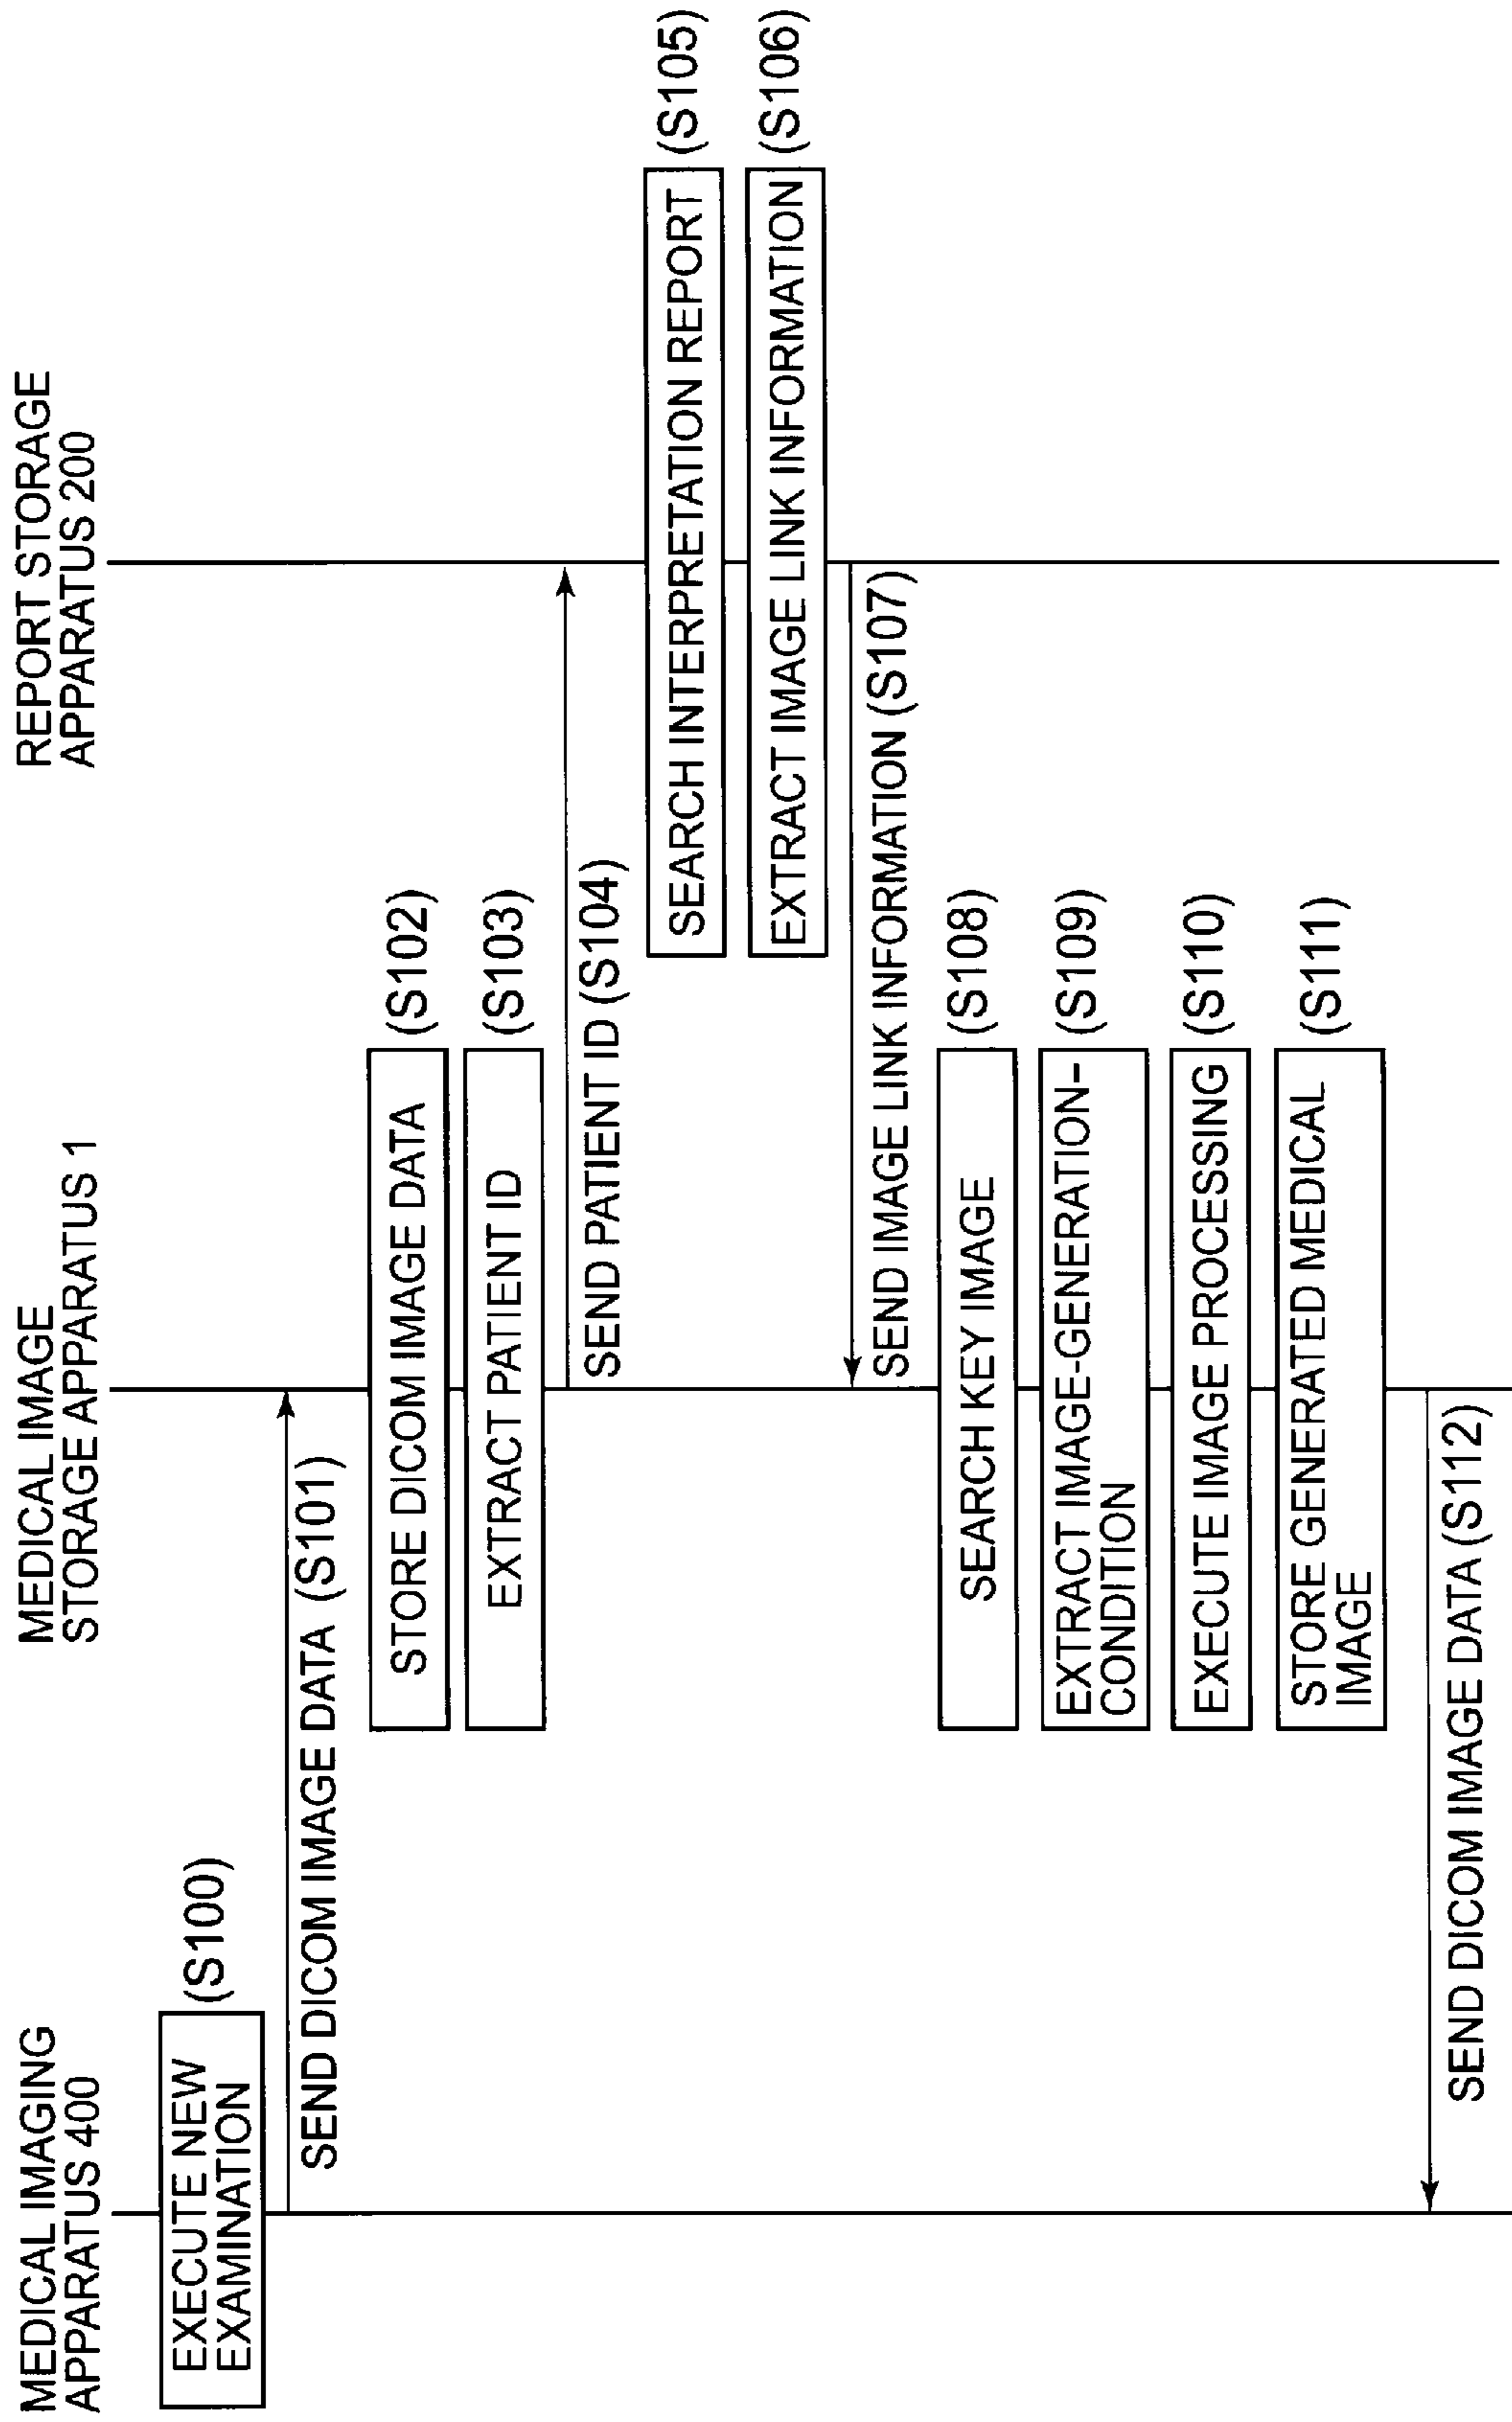 MEDICAL IMAGING
APPARATUS 400
MEDICAL IMAGE
STORAGE APPARATUS 1
REPORT STORAGE
APPARATUS 200
EXECUTE NEW
EXAMINATION
(S100)
SEND DICOM IMAGE DATA (S101)
STORE DICOM IMAGE DATA
(S102)
EXTRACT PATIENT ID
(S103)
SEND PATIENT ID (S104)
SEARCH INTERPRETATION REPORT
(S105)
EXTRACT IMAGE LINK INFORMATION
(S106)
SEND IMAGE LINK INFORMATION (S107)
SEARCH KEY IMAGE
(S108)
EXTRACT IMAGE-GENERATION-
CONDITION
(S109)
EXECUTE IMAGE PROCESSING
(S110)
STORE GENERATED MEDICAL
IMAGE
(S111)
SEND DICOM IMAGE DATA (S112)